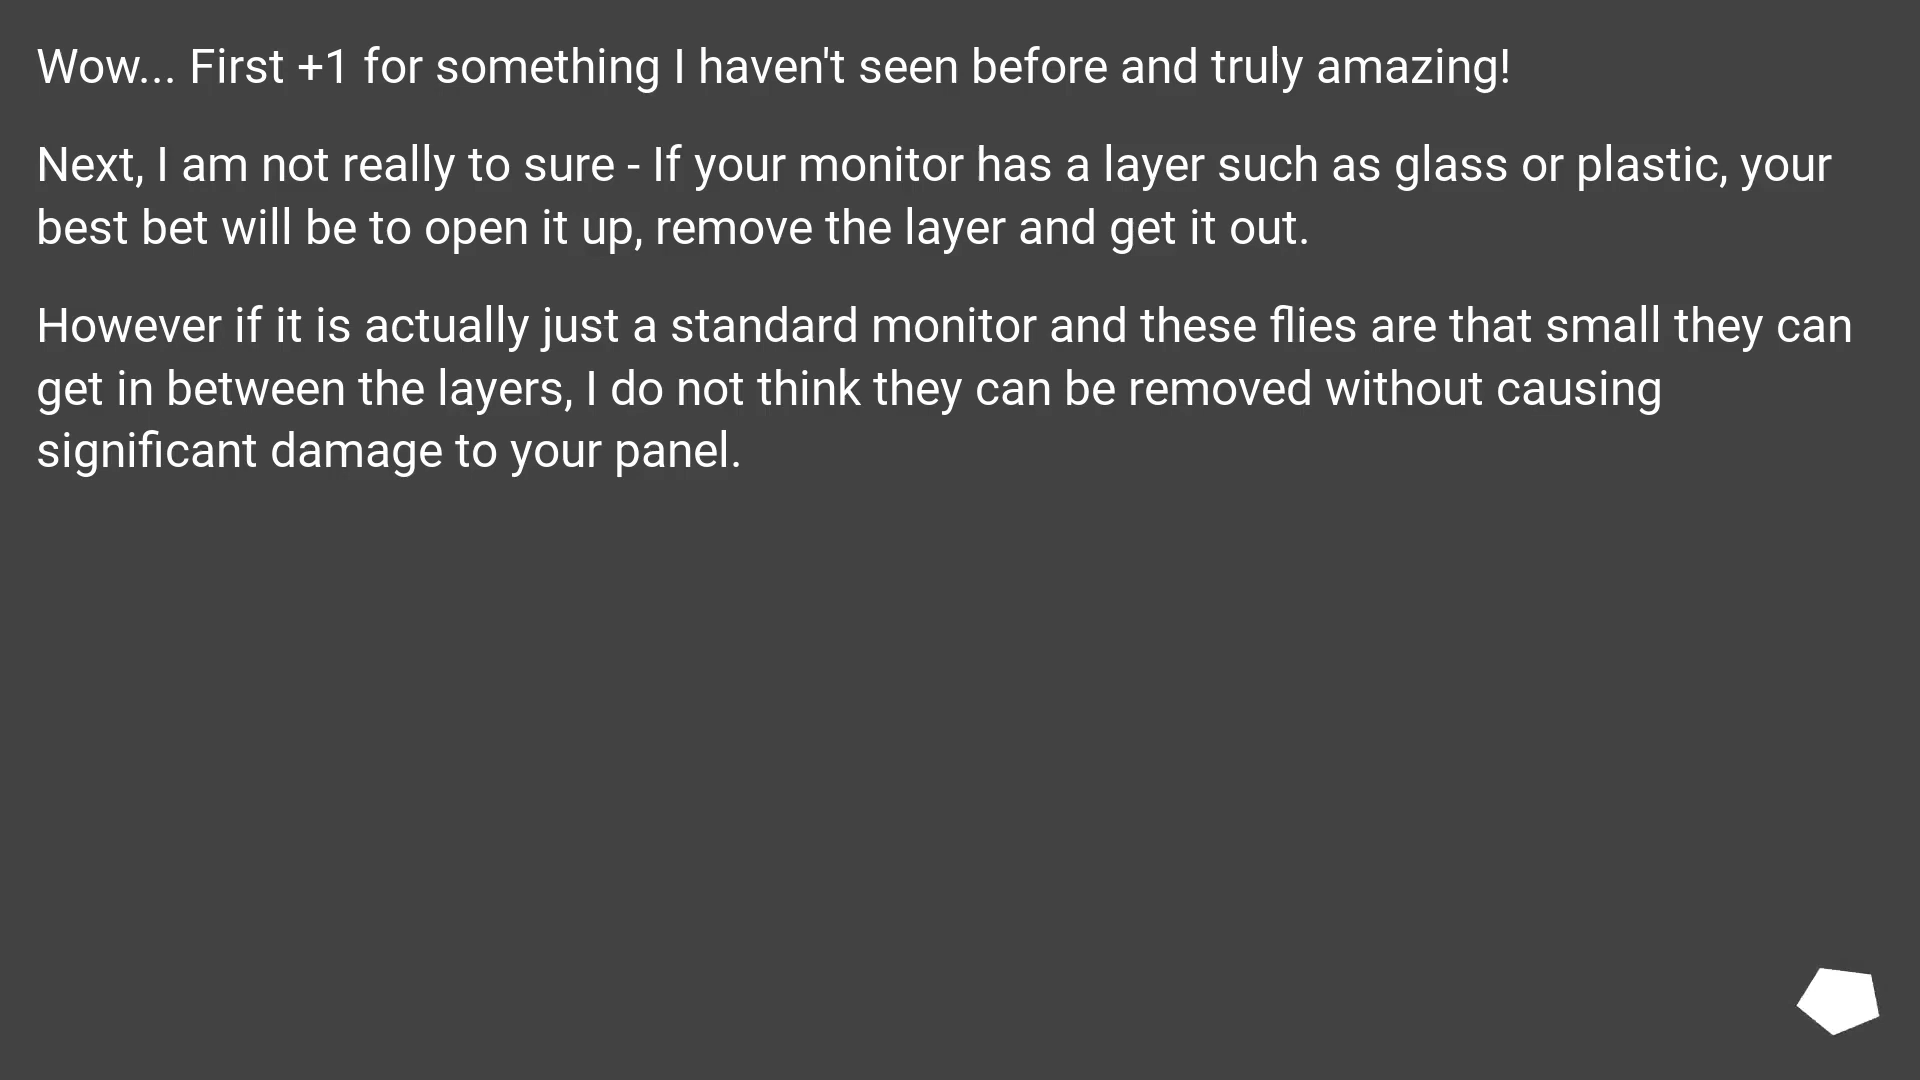 Wow... First +1 for something I haven't seen before and truly amazing!
Next, I am not really to sure - If your monitor has a layer such as glass or plastic, your
best bet will be to open it up, remove the layer and get it out.
However if it is actually just a standard monitor and these flies are that small they can
get in between the layers, I do not think they can be removed without causing
significant damage to your panel.